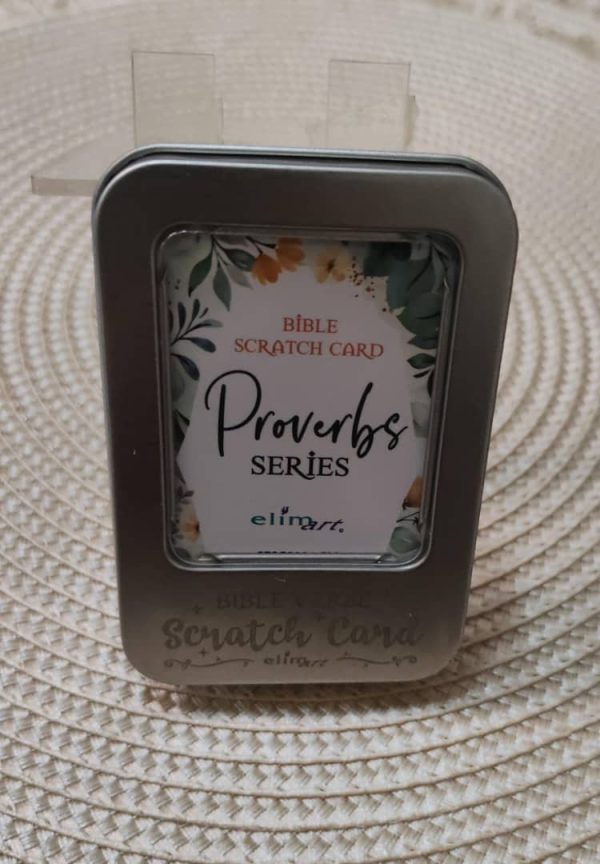 BIBLE
SCRATCH CARD
Proverbs
SERIES
elimart
BIBLE VERSE
Scratch Card
elimart